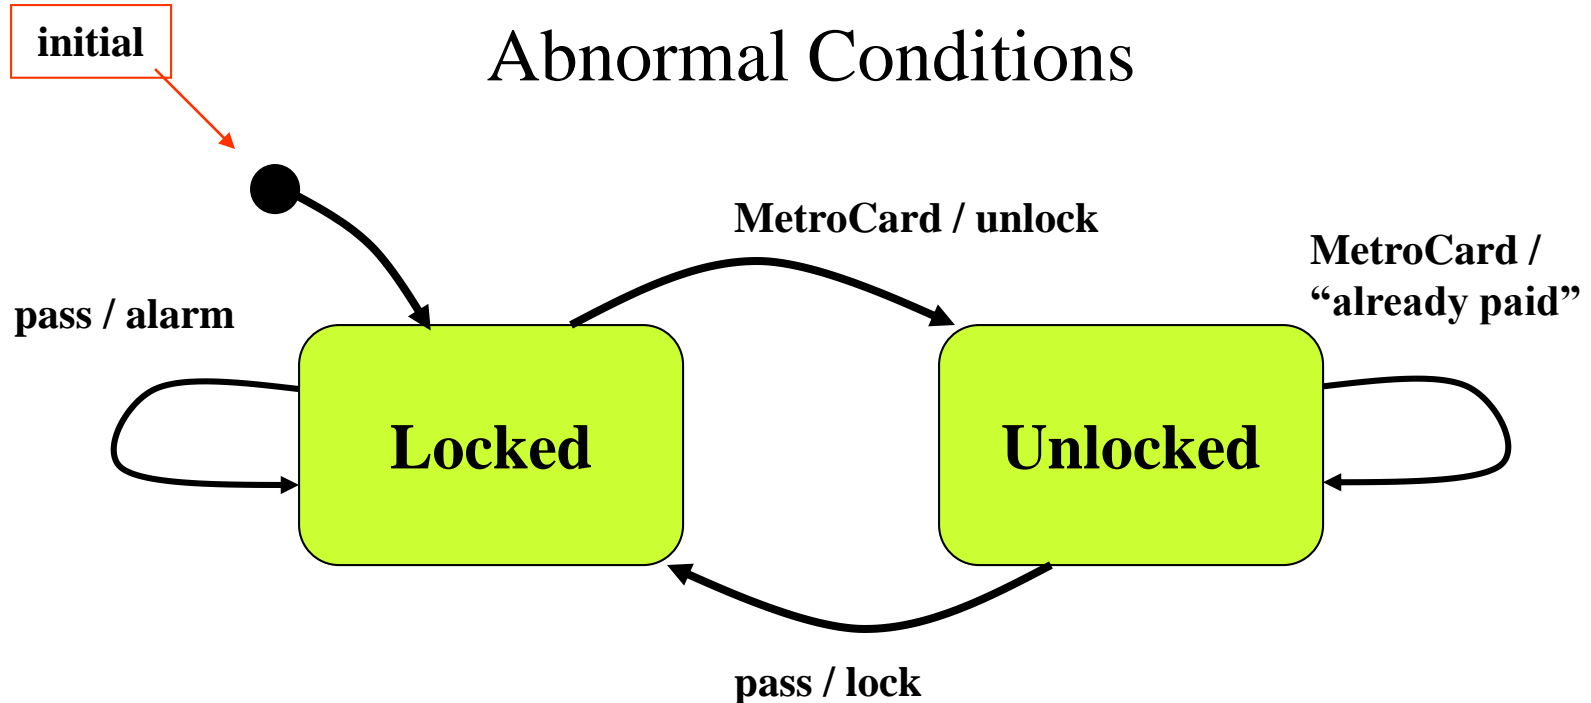 initial
Abnormal Conditions
MetroCard / unlock
MetroCard /
“already paid”
pass / alarm
Locked
Unlocked
pass / lock